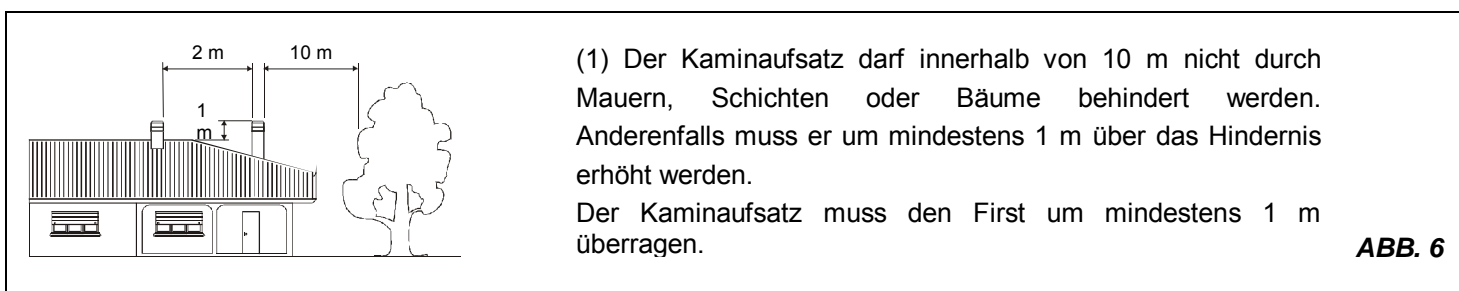 2 m 10 m
1
m
(1) Der Kaminaufsatz darf innerhalb von 10 m nicht durch
Mauern, Schichten oder Bäume behindert werden.
Anderenfalls muss er um mindestens 1 m über das Hindernis
erhöht werden.
Der Kaminaufsatz muss den First um mindestens 1 m
überragen.
ABB. 6